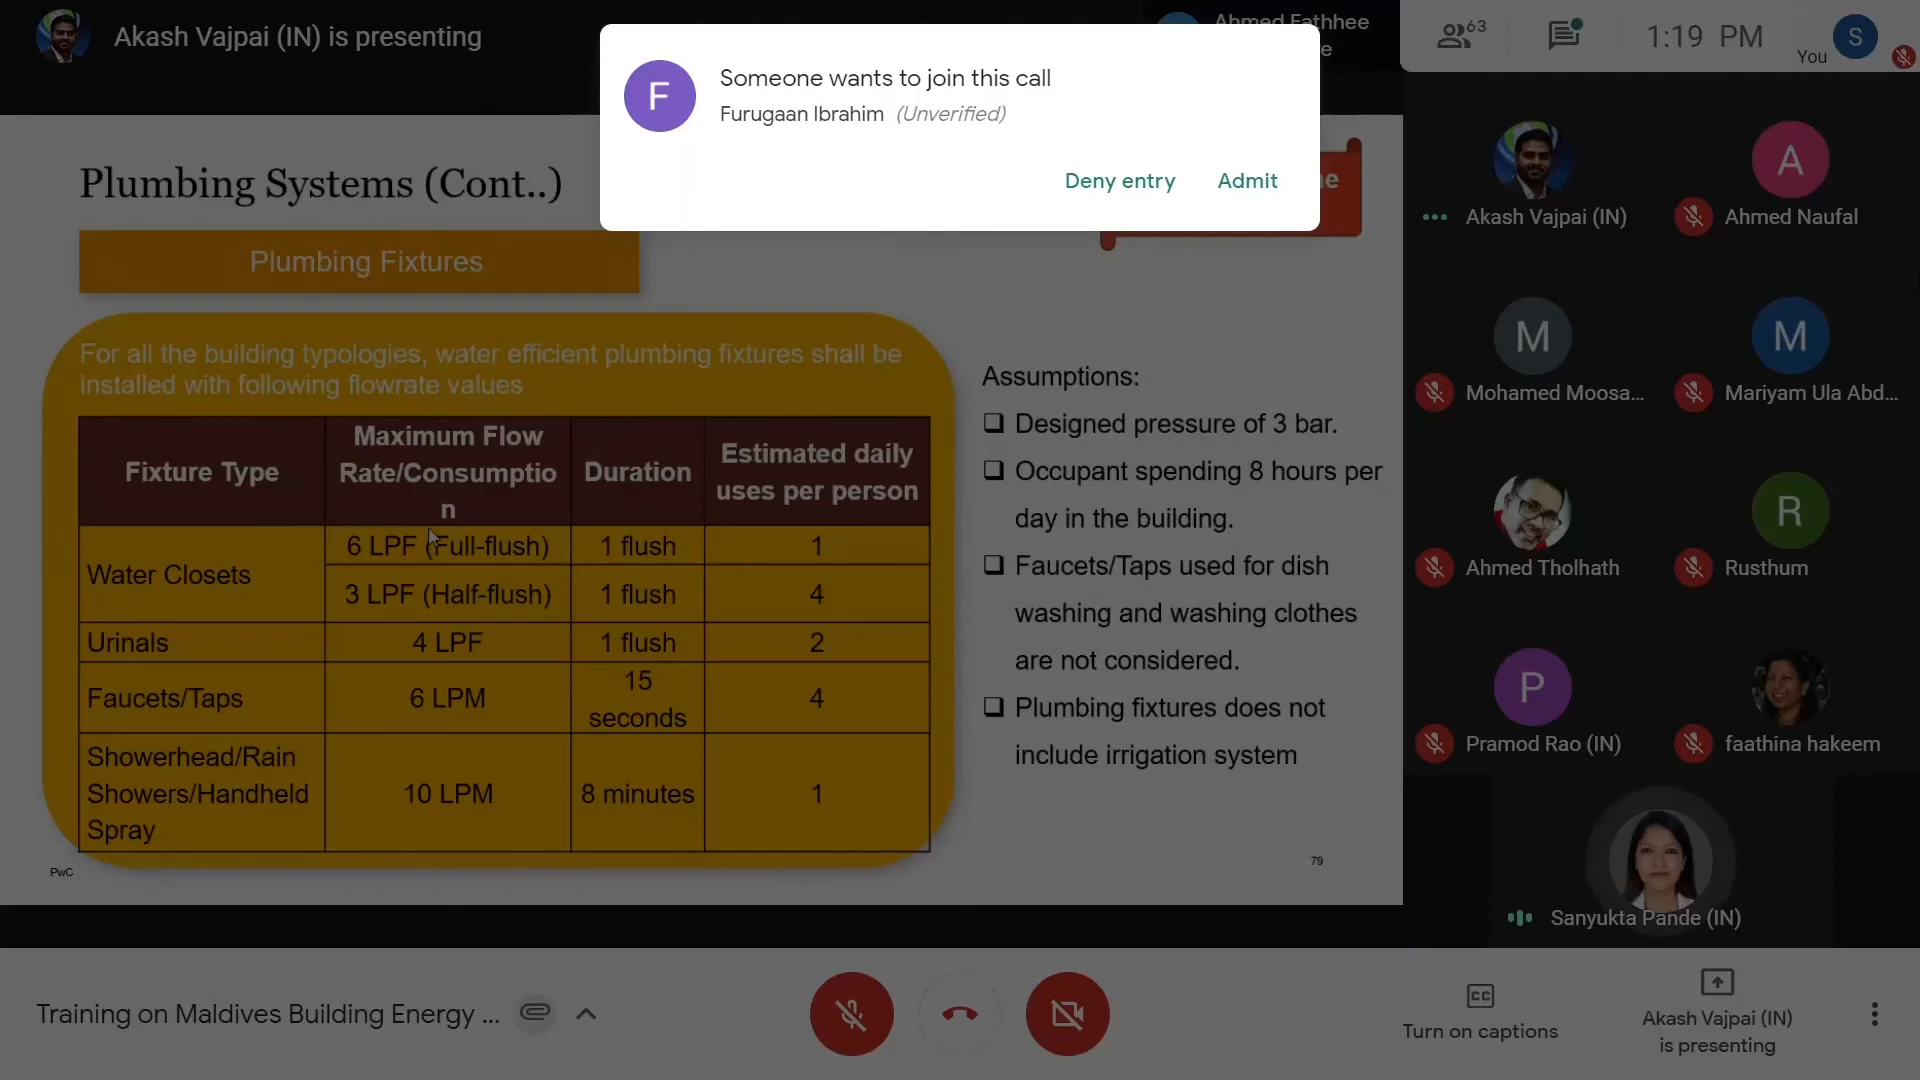 Akash Vajpai (IN) is presenting
Ahmed Fathhee
e
Someone wants to join this call
F
Furugaan Ibrahim (Unverified)
Deny entry Admit
63
1:19 PM
You
S
Plumbing Systems (Cont..)
Plumbing Fixtures
For all the building typologies, water efficient plumbing fixtures shall be
installed with following flowrate values
Fixture Type
Maximum Flow
Rate/Consumptio
n
Duration
Estimated daily
uses per person
Water Closets
6 LPF (Full-flush) 1 flush 1
3 LPF (Half-flush) 1 flush 4
Urinals 4 LPF 1 flush 2
Faucets/Taps 6 LPM
15
seconds
4
Showerhead/Rain
Showers/Handheld
Spray
10 LPM 8 minutes 1
PwC
Assumptions:
Designed pressure of 3 bar.
Occupant spending 8 hours per
day in the building.
Faucets/Taps used for dish
washing and washing clothes
are not considered.
Plumbing fixtures does not
include irrigation system
79
Akash Vajpai (IN)
A
Ahmed Naufal
M
Mohamed Moosa...
M
Mariyam Ula Abd...
Ahmed Tholhath
R
Rusthum
P
Pramod Rao (IN)
faathina hakeem
Sanyukta Pande (IN)
Training on Maldives Building Energy ...
CC
Turn on captions
Akash Vajpai (IN)
is presenting